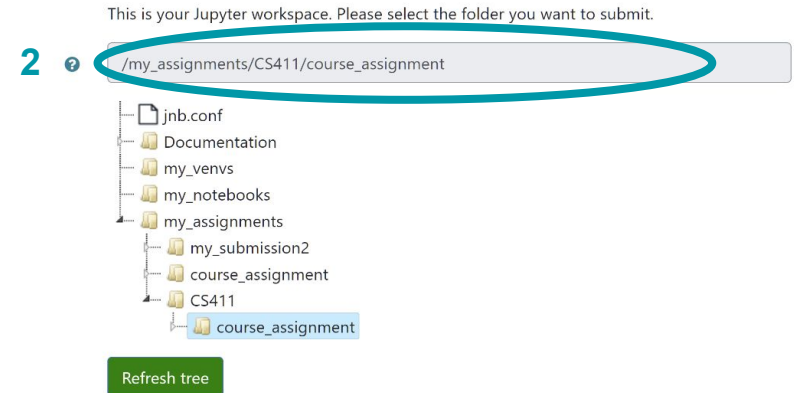 This is your Jupyter workspace. Please select the folder you want to submit.
2 ? /my_assignments/CS411/course_assignment
jnb.conf
Documentation
my_venvs
my_notebooks
my_assignments
my_submission2
course_assignment
CS411
course_assignment
Refresh tree